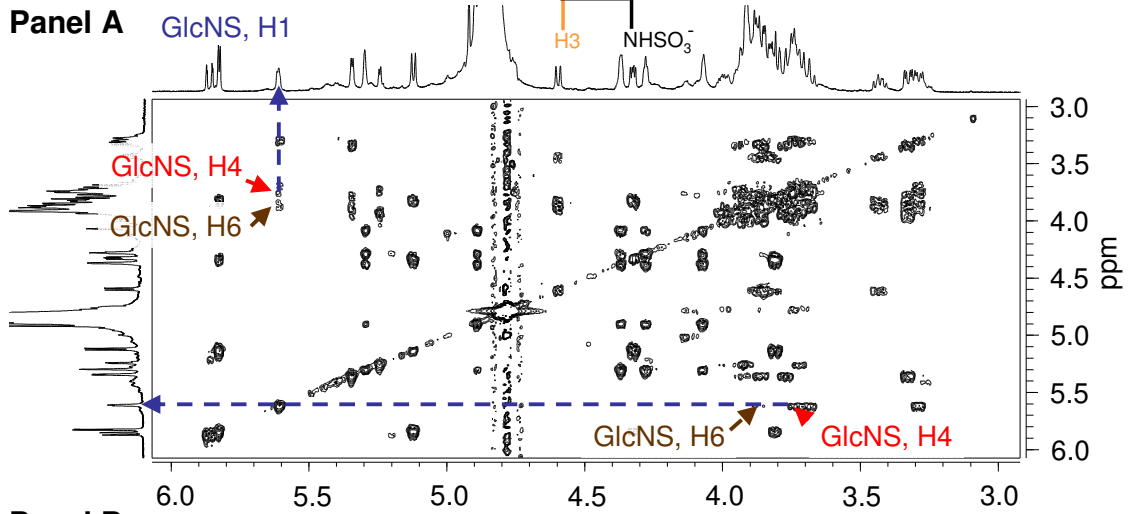 Panel A
GlcNS, H1
H3
NHSO₃⁻
GlcNS, H4
GlcNS, H6
3.0
3.5
4.0
4.5
5.0
5.5
6.0
ppm
GlcNS, H6
GlcNS, H4
6.0 5.5 5.0 4.5 4.0 3.5 3.0